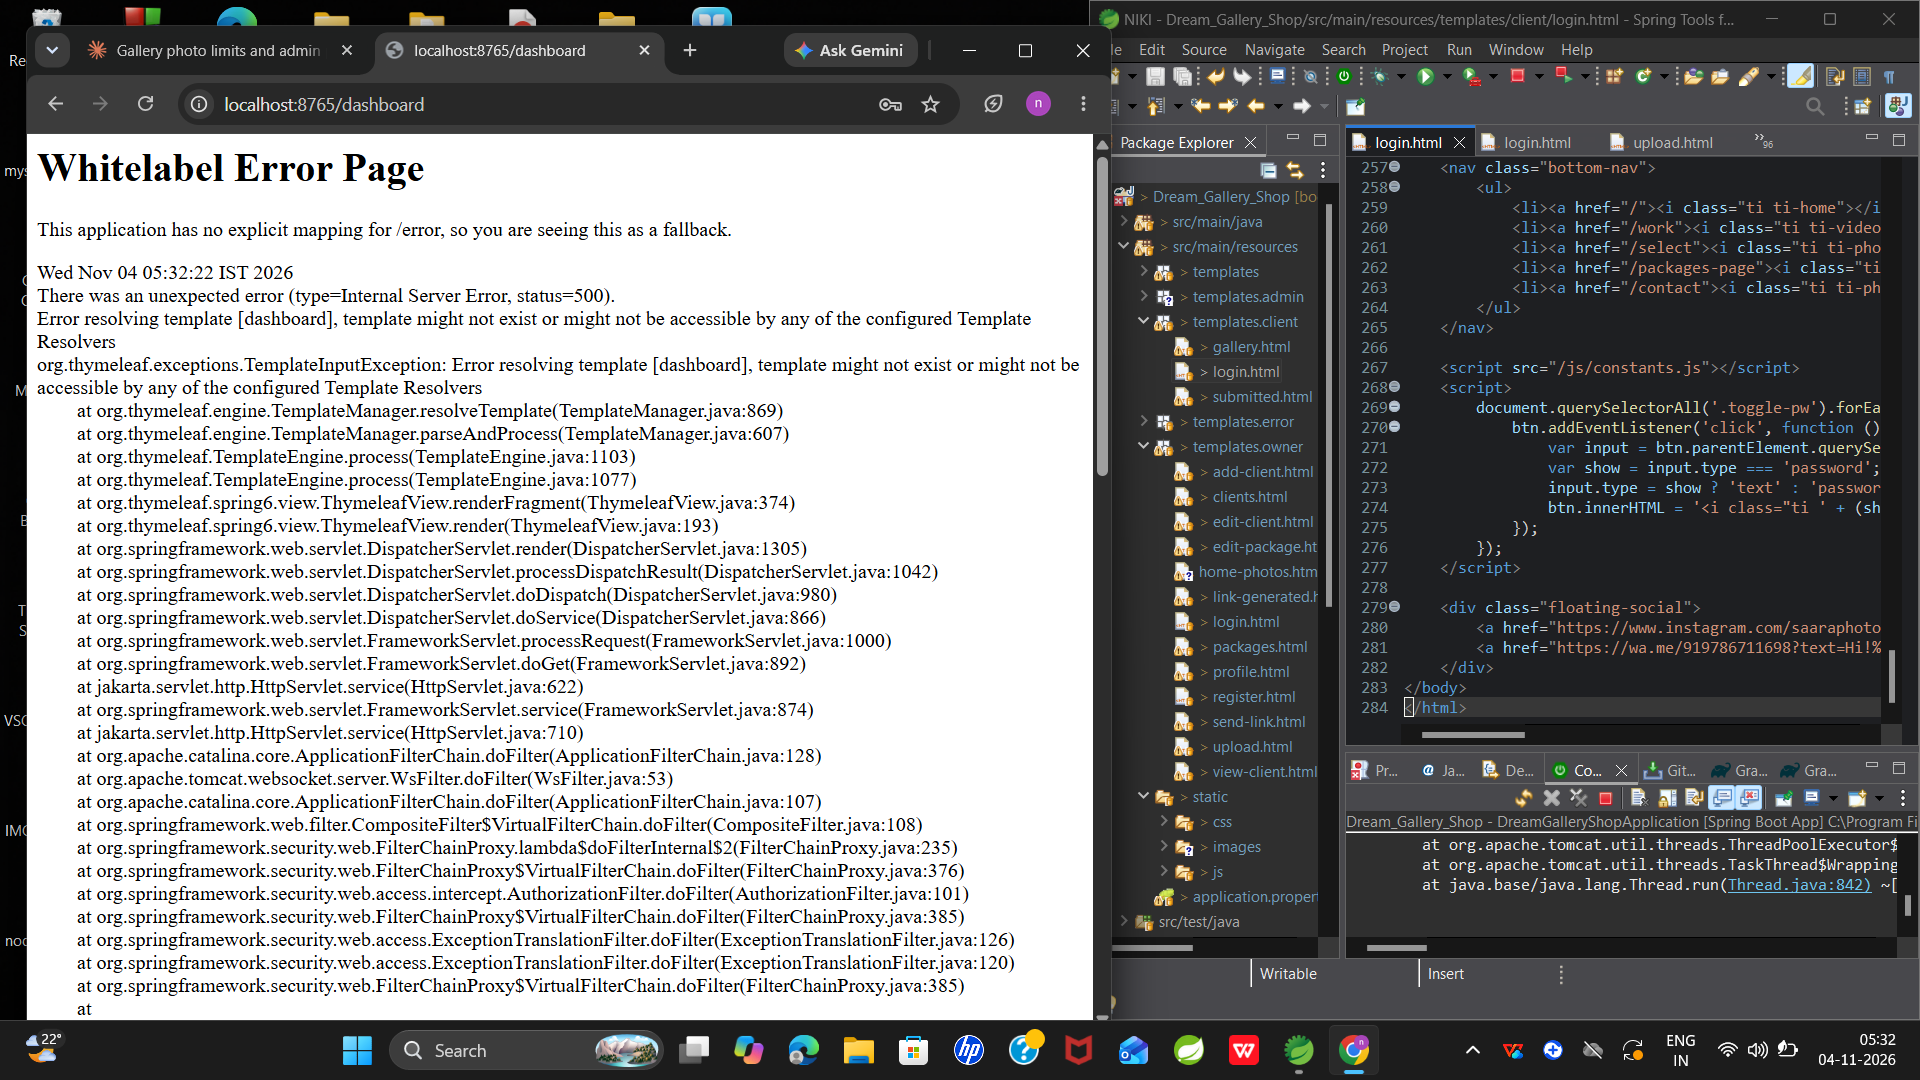 Gallery photo limits and admin
localhost:8765/dashboard
Ask Gemini
localhost:8765/dashboard
n
Whitelabel Error Page
This application has no explicit mapping for /error, so you are seeing this as a fallback.
Wed Nov 04 05:32:22 IST 2026
There was an unexpected error (type=Internal Server Error, status=500).
Error resolving template [dashboard], template might not exist or might not be accessible by any of the configured Template
Resolvers
org.thymeleaf.exceptions.TemplateInputException: Error resolving template [dashboard], template might not exist or might not be
accessible by any of the configured Template Resolvers
at org.thymeleaf.engine.TemplateManager.resolveTemplate(TemplateManager.java:869)
at org.thymeleaf.engine.TemplateManager.parseAndProcess(TemplateManager.java:607)
at org.thymeleaf.TemplateEngine.process(TemplateEngine.java:1103)
at org.thymeleaf.TemplateEngine.process(TemplateEngine.java:1077)
at org.thymeleaf.spring6.view.ThymeleafView.renderFragment(ThymeleafView.java:374)
at org.thymeleaf.spring6.view.ThymeleafView.render(ThymeleafView.java:193)
at org.springframework.web.servlet.DispatcherServlet.render(DispatcherServlet.java:1305)
at org.springframework.web.servlet.DispatcherServlet.processDispatchResult(DispatcherServlet.java:1042)
at org.springframework.web.servlet.DispatcherServlet.doDispatch(DispatcherServlet.java:980)
at org.springframework.web.servlet.DispatcherServlet.doService(DispatcherServlet.java:866)
at org.springframework.web.servlet.FrameworkServlet.processRequest(FrameworkServlet.java:1000)
at org.springframework.web.servlet.FrameworkServlet.doGet(FrameworkServlet.java:892)
at jakarta.servlet.http.HttpServlet.service(HttpServlet.java:622)
at org.springframework.web.servlet.FrameworkServlet.service(FrameworkServlet.java:874)
at jakarta.servlet.http.HttpServlet.service(HttpServlet.java:710)
at org.apache.catalina.core.ApplicationFilterChain.doFilter(ApplicationFilterChain.java:128)
at org.apache.tomcat.websocket.server.WsFilter.doFilter(WsFilter.java:53)
at org.apache.catalina.core.ApplicationFilterChain.doFilter(ApplicationFilterChain.java:107)
at org.springframework.web.filter.CompositeFilter$VirtualFilterChain.doFilter(CompositeFilter.java:108)
at org.springframework.security.web.FilterChainProxy.lambda$doFilterInternal$2(FilterChainProxy.java:235)
at org.springframework.security.web.FilterChainProxy$VirtualFilterChain.doFilter(FilterChainProxy.java:376)
at org.springframework.security.web.access.intercept.AuthorizationFilter.doFilter(AuthorizationFilter.java:101)
at org.springframework.security.web.FilterChainProxy$VirtualFilterChain.doFilter(FilterChainProxy.java:385)
at org.springframework.security.web.access.ExceptionTranslationFilter.doFilter(ExceptionTranslationFilter.java:126)
at org.springframework.security.web.access.ExceptionTranslationFilter.doFilter(ExceptionTranslationFilter.java:120)
at org.springframework.security.web.FilterChainProxy$VirtualFilterChain.doFilter(FilterChainProxy.java:385)
at
NIKI - Dream_Gallery_Shop/src/main/resources/templates/client/login.html - Spring Tools f...
le Edit Source Navigate Search Project Run Window Help
Package Explorer
> Dream_Gallery_Shop [bo
> src/main/java
> src/main/resources
> templates
> templates.admin
> templates.client
> gallery.html
> login.html
> submitted.html
> templates.error
> templates.owner
> add-client.html
> clients.html
> edit-client.html
> edit-package.ht
home-photos.htm
> link-generated.h
> login.html
> packages.html
> profile.html
> register.html
> send-link.html
> upload.html
> view-client.html
> static
> css
> images
> js
> application.proper
src/test/java
login.html
login.html
upload.html
96
257 <nav class="bottom-nav">
258 <ul>
259 <li><a href="/"><i class="ti ti-home"></i
260 <li><a href="/work"><i class="ti ti-video
261 <li><a href="/select"><i class="ti ti-pho
262 <li><a href="/packages-page"><i class="ti
263 <li><a href="/contact"><i class="ti ti-ph
264 </ul>
265 </nav>
266
267 <script src="/js/constants.js"></script>
268 <script>
269 document.querySelectorAll('.toggle-pw').forEa
270 btn.addEventListener('click', function ()
271 var input = btn.parentElement.querySe
272 var show = input.type === 'password';
273 input.type = show ? 'text' : 'passwor
274 btn.innerHTML = '<i class="ti ' + (sh
275 });
276 });
277 </script>
278
279 <div class="floating-social">
280 <a href="https://www.instagram.com/saaraphoto
281 <a href="https://wa.me/919786711698?text=Hi!%
282 </div>
283 </body>
284 </html>
Pr... Ja... De... Co... Git... Gra... Gra...
Dream_Gallery_Shop - DreamGalleryShopApplication [Spring Boot App] C:\Program Fi
at org.apache.tomcat.util.threads.ThreadPoolExecutor$
at org.apache.tomcat.util.threads.TaskThread$Wrapping
at java.base/java.lang.Thread.run(Thread.java:842) ~[
Writable
Insert
22°
Search
hp
ENG
IN
05:32
04-11-2026